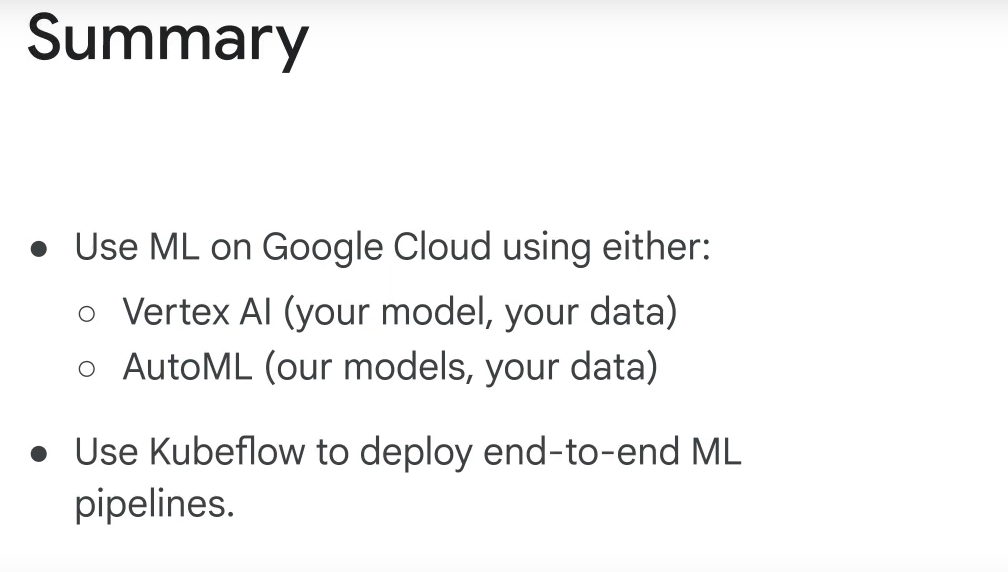 Summary
● Use ML on Google Cloud using either:
○ Vertex AI (your model, your data)
○ AutoML (our models, your data)
● Use Kubeflow to deploy end-to-end ML
pipelines.